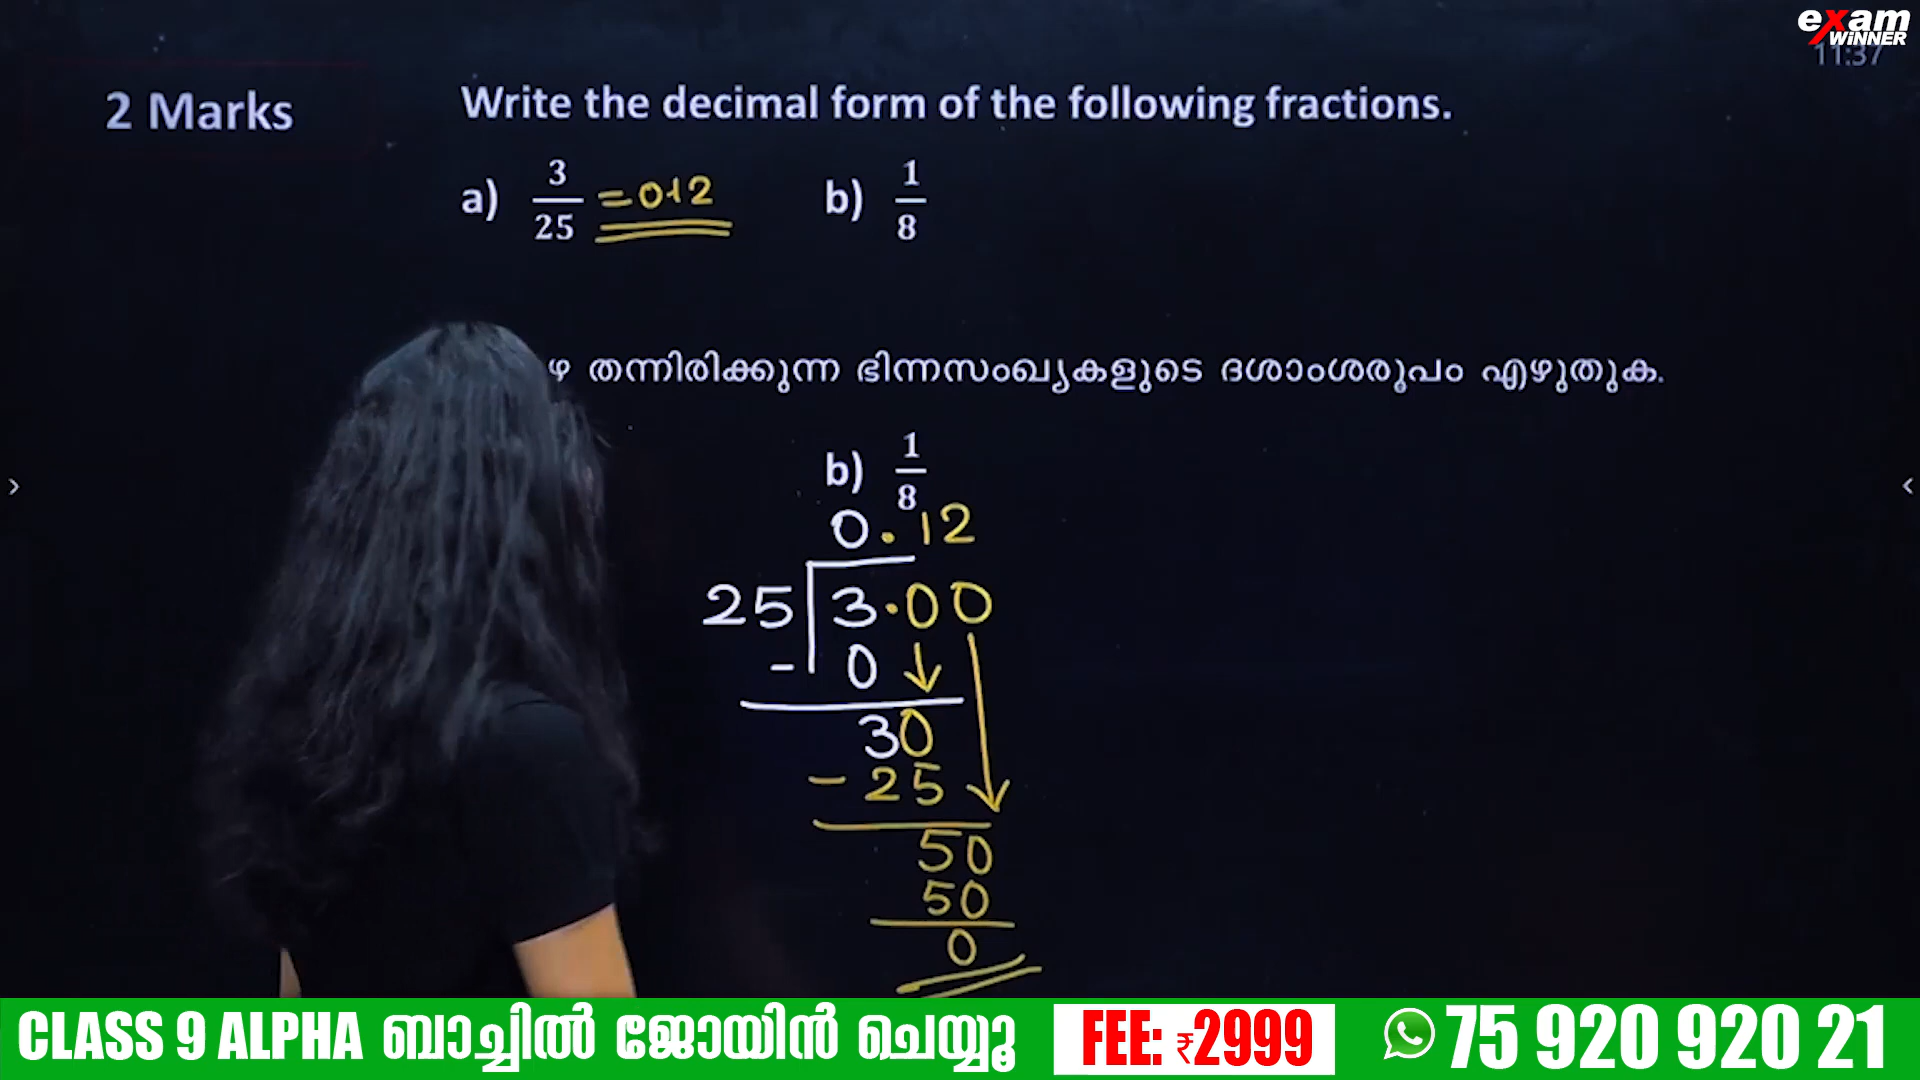 exam
WINNER
11:37
2 Marks
Write the decimal form of the following fractions.
a) 3/25 = 0.12 b) 1/8
തന്നിരിക്കുന്ന ഭിന്നസംഖ്യകളുടെ ദശാംശരൂപം എഴുതുക.
b) 1/8
0.12
25 3.00
- 0
30
- 25
50
50
0
CLASS 9 ALPHA ബാച്ചിൽ ജോയിൻ ചെയ്യൂ FEE: ₹2999 75 920 920 21